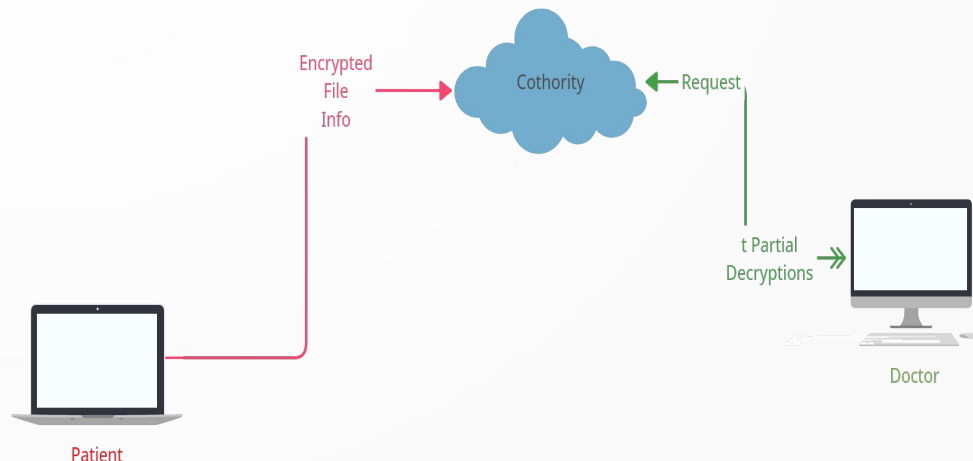 Encrypted
File
Info
Cothority
Request
t Partial
Decryptions
Doctor
Patient